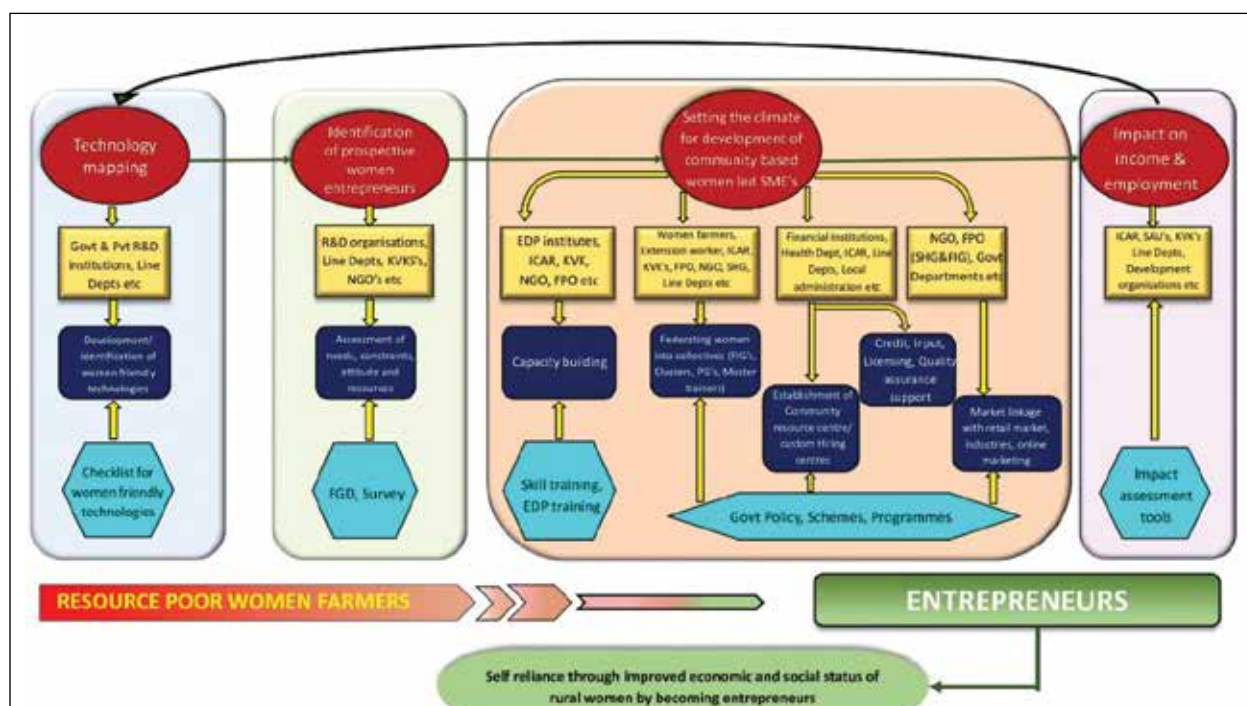 Technology
mapping
Govt & Pvt R&D
Institutions, Line
Depts etc
Development/
identification of
women friendly
technologies
Checklist for
women friendly
technologies
Identification
of prospective
women
entrepreneurs
R&D organisations,
Line Depts, KVKS's,
NGO's etc
Assessment of
needs, constraints,
attitude and
resources
FGD, Survey
Setting the climate
for development of
community based
women led SME's
EDP institutes,
ICAR, KVK,
NGO, FPO etc
Capacity building
Skill training,
EDP training
Women farmers,
Extension worker, ICAR,
KVK's, FPO, NGO, SHG,
Line Depts etc
Federating women
into collectives (FIG's,
Clusters, PG's, Master
trainers)
Financial Institutions,
Health Dept, ICAR, Line
Depts, Local
administration etc
Establishment of
Community
resource centre/
custom Hiring
centres
Credit, Input,
Licensing, Quality
assurance
support
NGO, FPO
(SHG&FIG), Govt
Departments etc
Market linkage
with retail market,
industries, online
marketing
Govt Policy, Schemes, Programmes
Impact on
income &
employment
ICAR, SAU's, KVK's
Line Depts,
Development
organisations etc
Impact
assessment
tools
RESOURCE POOR WOMEN FARMERS
ENTREPRENEURS
Self reliance through improved economic and social status of
rural women by becoming entrepreneurs